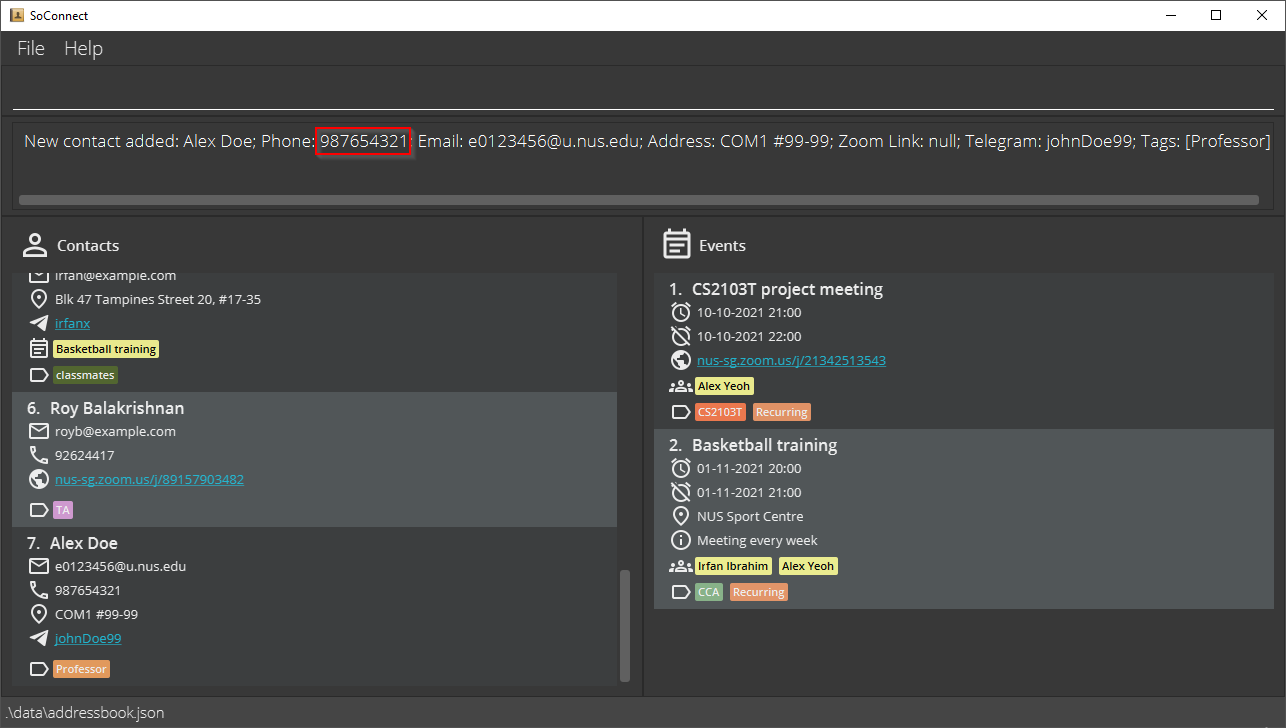 SoConnect
File Help
New contact added: Alex Doe; Phone: 987654321; Email: e0123456@u.nus.edu; Address: COM1 #99-99; Zoom Link: null; Telegram: johnDoe99; Tags: [Professor]
Contacts
irfan@example.com
Blk 47 Tampines Street 20, #17-35
irfanx
Basketball training
classmates
6. Roy Balakrishnan
royb@example.com
92624417
nus-sg.zoom.us/j/89157903482
TA
7. Alex Doe
e0123456@u.nus.edu
987654321
COM1 #99-99
johnDoe99
Professor
Events
1. CS2103T project meeting
10-10-2021 21:00
10-10-2021 22:00
nus-sg.zoom.us/j/21342513543
Alex Yeoh
CS2103T Recurring
2. Basketball training
01-11-2021 20:00
01-11-2021 21:00
NUS Sport Centre
Meeting every week
Irfan Ibrahim Alex Yeoh
CCA Recurring
.\data\addressbook.json